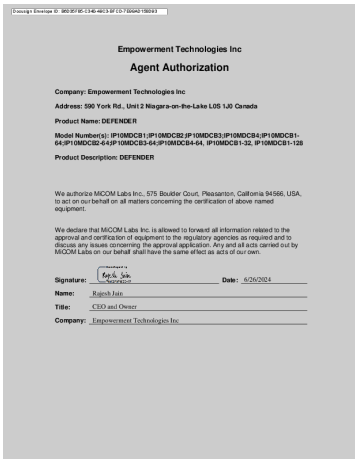 Empowerment Technologies Inc
Agent Authorization
Company: Empowerment Technologies Inc
Address: 590 York Rd., Unit 2 Niagara-on-the-Lake L0S 1J0 Canada
Product Name: DEFENDER
Model Number(s): IP10MDCB1;IP10MDCB2;IP10MDCB3;IP10MDCB4;IP10MDCB1-
64;IP10MDCB2-64;IP10MDCB3-64;IP10MDCB4-64, IP10MDCB1-32, IP10MDCB1-128
Product Description: DEFENDER
We authorize MiCOM Labs Inc., 575 Boulder Court, Pleasanton, California 94566, USA,
to act on our behalf on all matters concerning the certification of above named
equipment.
We declare that MiCOM Labs Inc. is allowed to forward all information related to the
approval and certification of equipment to the regulatory agencies as required and to
discuss any issues concerning the approval application. Any and all acts carried out by
MiCOM Labs on our behalf shall have the same effect as acts of our own.
Signature: Rajesh Jain Date: 6/26/2024
Name: Rajesh Jain
Title: CEO and Owner
Company: Empowerment Technologies Inc